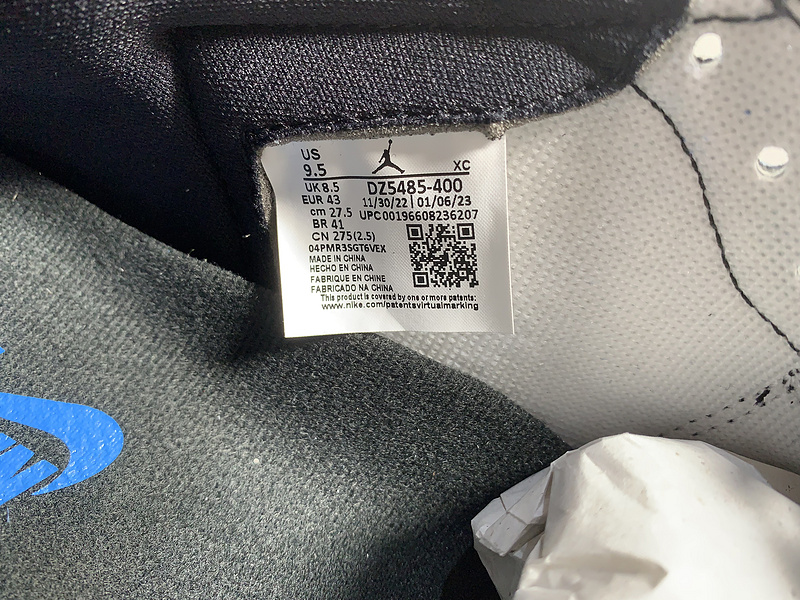 US
9.5 XC
UK 8.5 DZ5485-400
EUR 43 11/30/22 | 01/06/23
cm 27.5 UPC00196608236207
BR 41
CN 275(2.5)
04PMR3SGT6VEX
MADE IN CHINA
HECHO EN CHINA
FABRIQUE EN CHINE
FABRICADO NA CHINA
This product is covered by one or more patents:
www.nike.com/patentsvirtualmarking